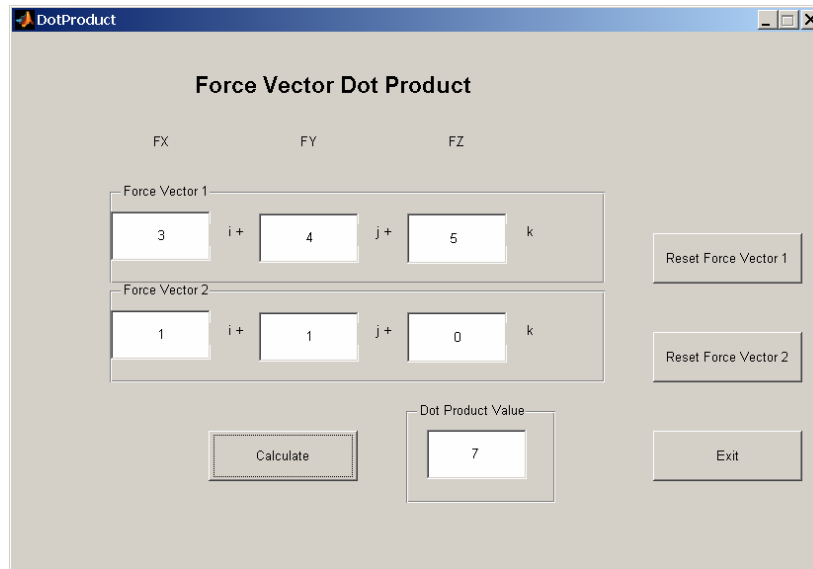 DotProduct
Force Vector Dot Product
FX FY FZ
Force Vector 1
3 i + 4 j + 5 k
Reset Force Vector 1
Force Vector 2
1 i + 1 j + 0 k
Reset Force Vector 2
Dot Product Value
Calculate 7 Exit